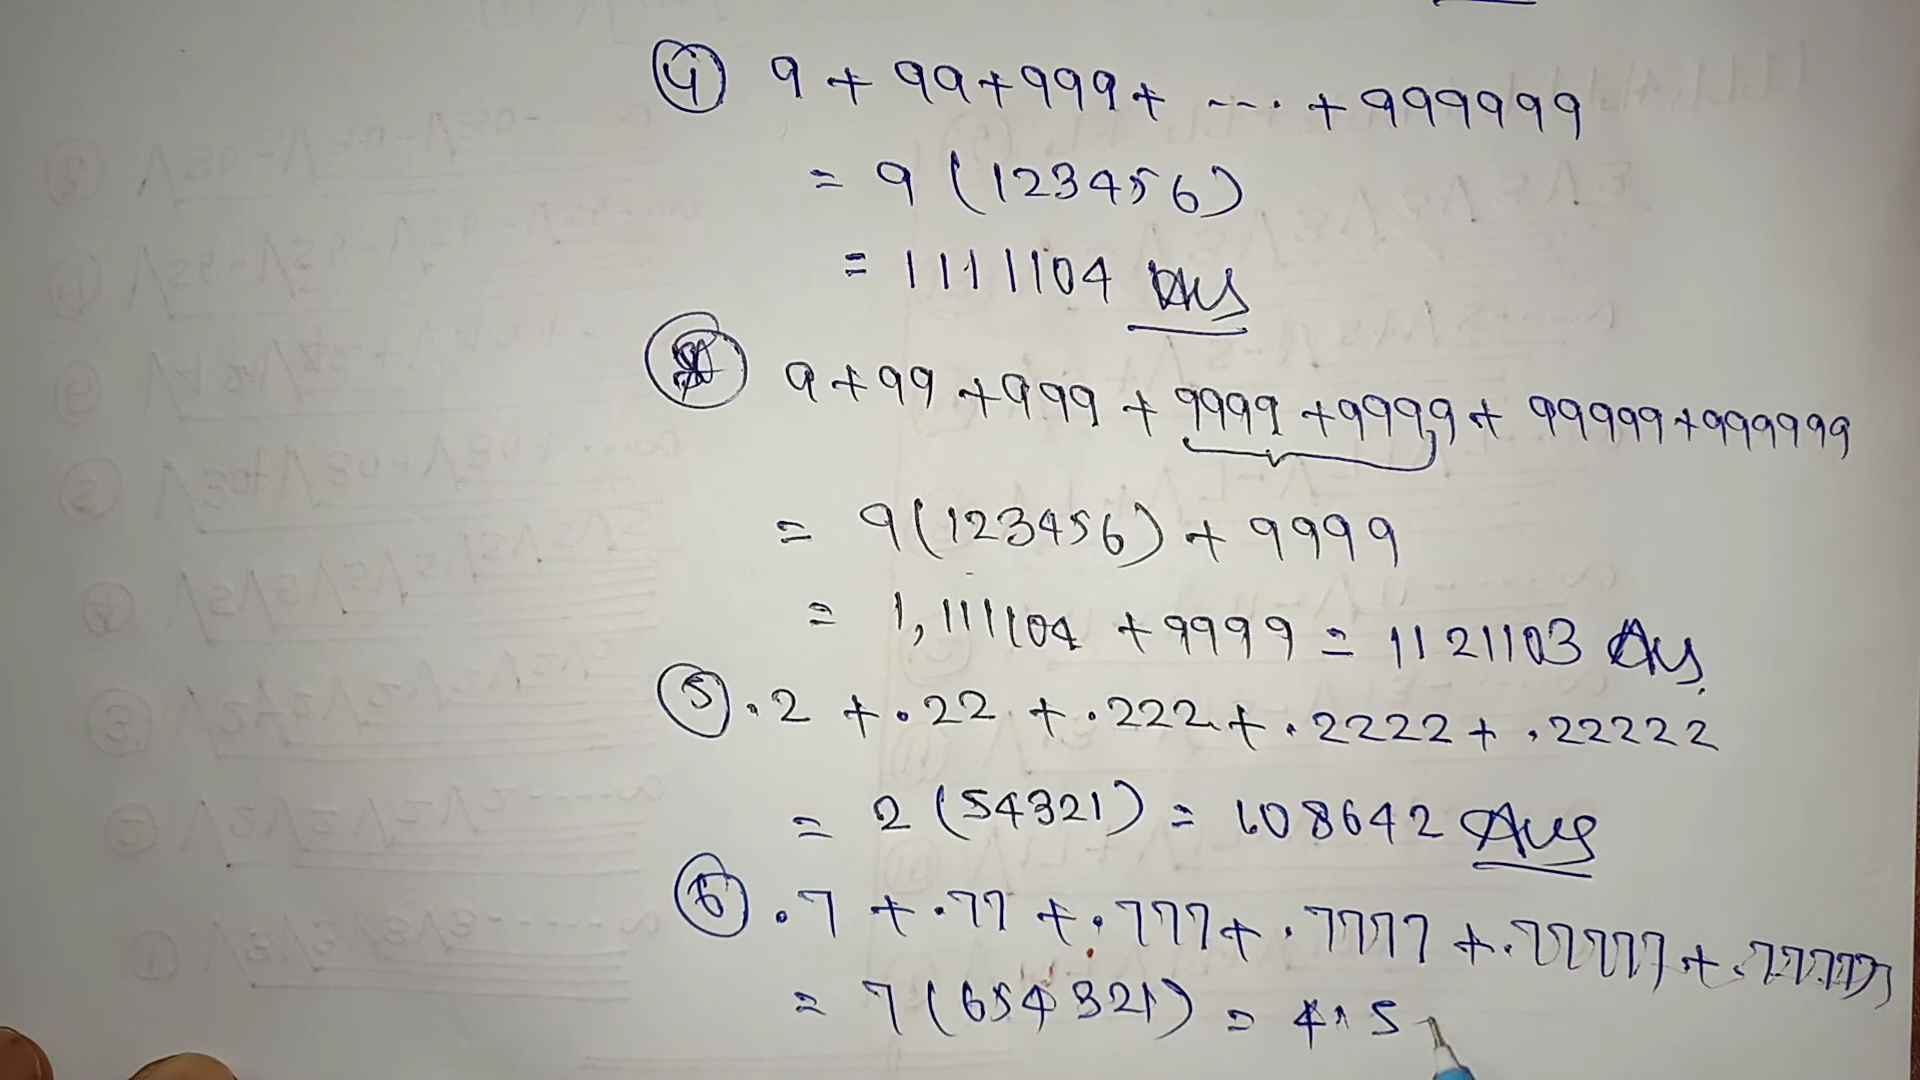 4 9 + 99 + 999 + .... + 999999
= 9 (123456)
= 1111104 Ans
9 + 99 + 999 + 9999 + 9999 + 99999 + 999999
= 9(123456) + 9999
= 1,111104 + 9999 = 1121103 Ans
5 .2 + .22 + .222 + .2222 + .22222
= 2 (54321) = 108642 Ans
6 .7 + .77 + .777 + .7777 + .77777 + .777777
= 7 (654321) = 4.5